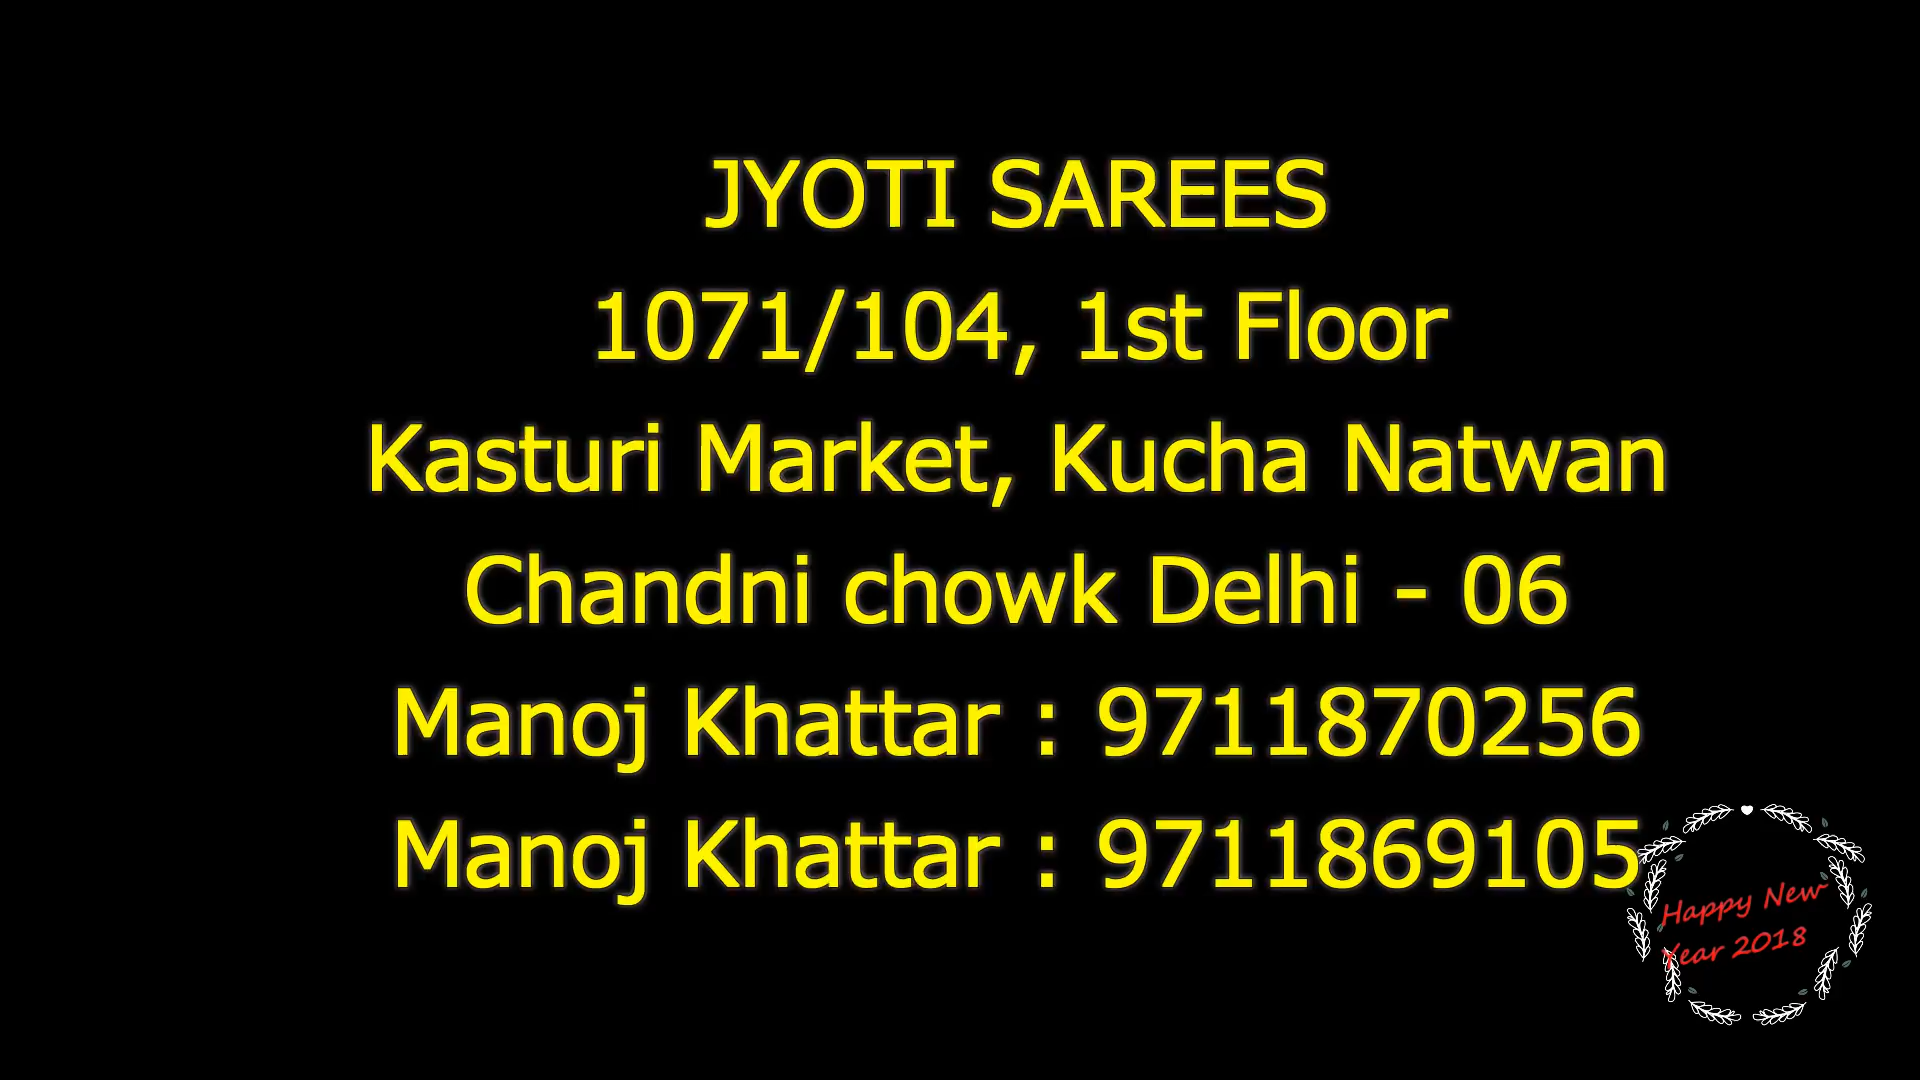 JYOTI SAREES
1071/104, 1st Floor
Kasturi Market, Kucha Natwan
Chandni chowk Delhi - 06
Manoj Khattar : 9711870256
Manoj Khattar : 9711869105
Happy New
Year 2018